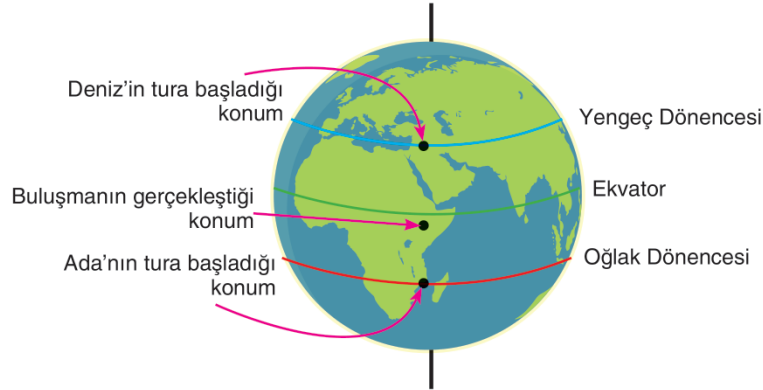 Deniz'in tura başladığı
konum
Yengeç Dönencesi
Buluşmanın gerçekleştiği
konum
Ekvator
Ada'nın tura başladığı
konum
Oğlak Dönencesi